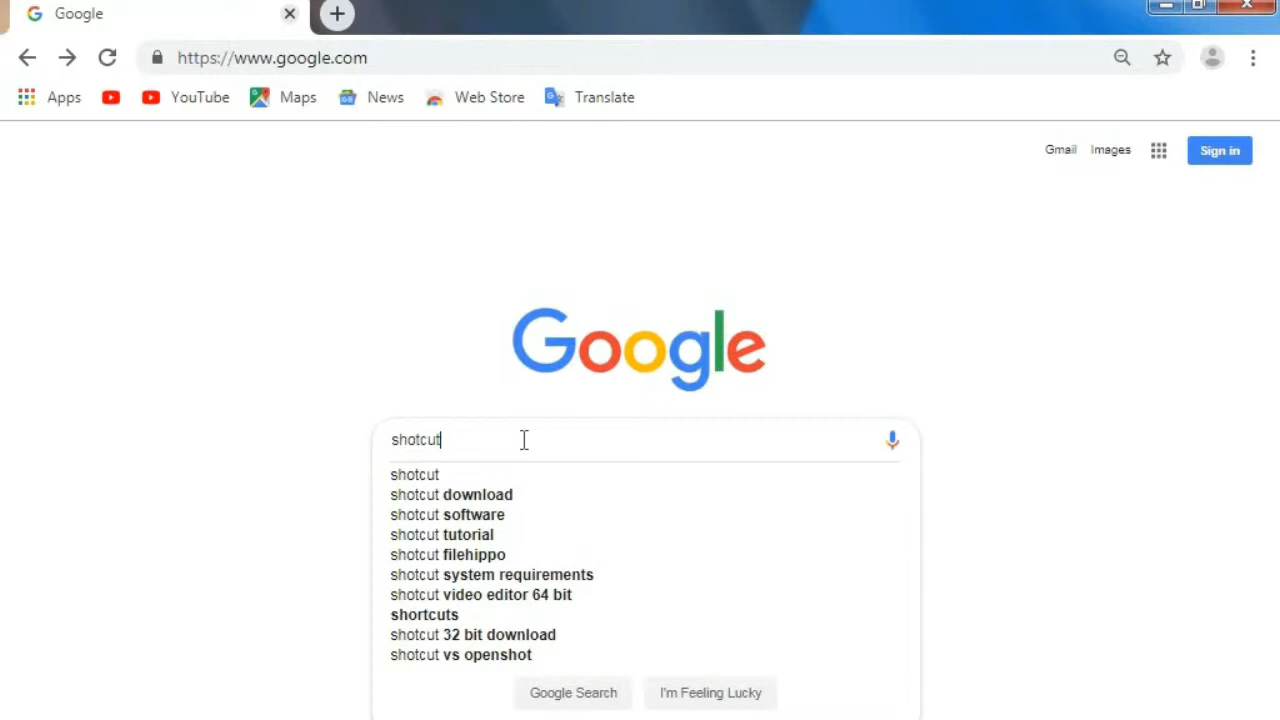 Google
https://www.google.com
Apps YouTube Maps News Web Store Translate
Gmail Images Sign in
Google
shotcut
shotcut
shotcut download
shotcut software
shotcut tutorial
shotcut filehippo
shotcut system requirements
shotcut video editor 64 bit
shortcuts
shotcut 32 bit download
shotcut vs openshot
Google Search I'm Feeling Lucky